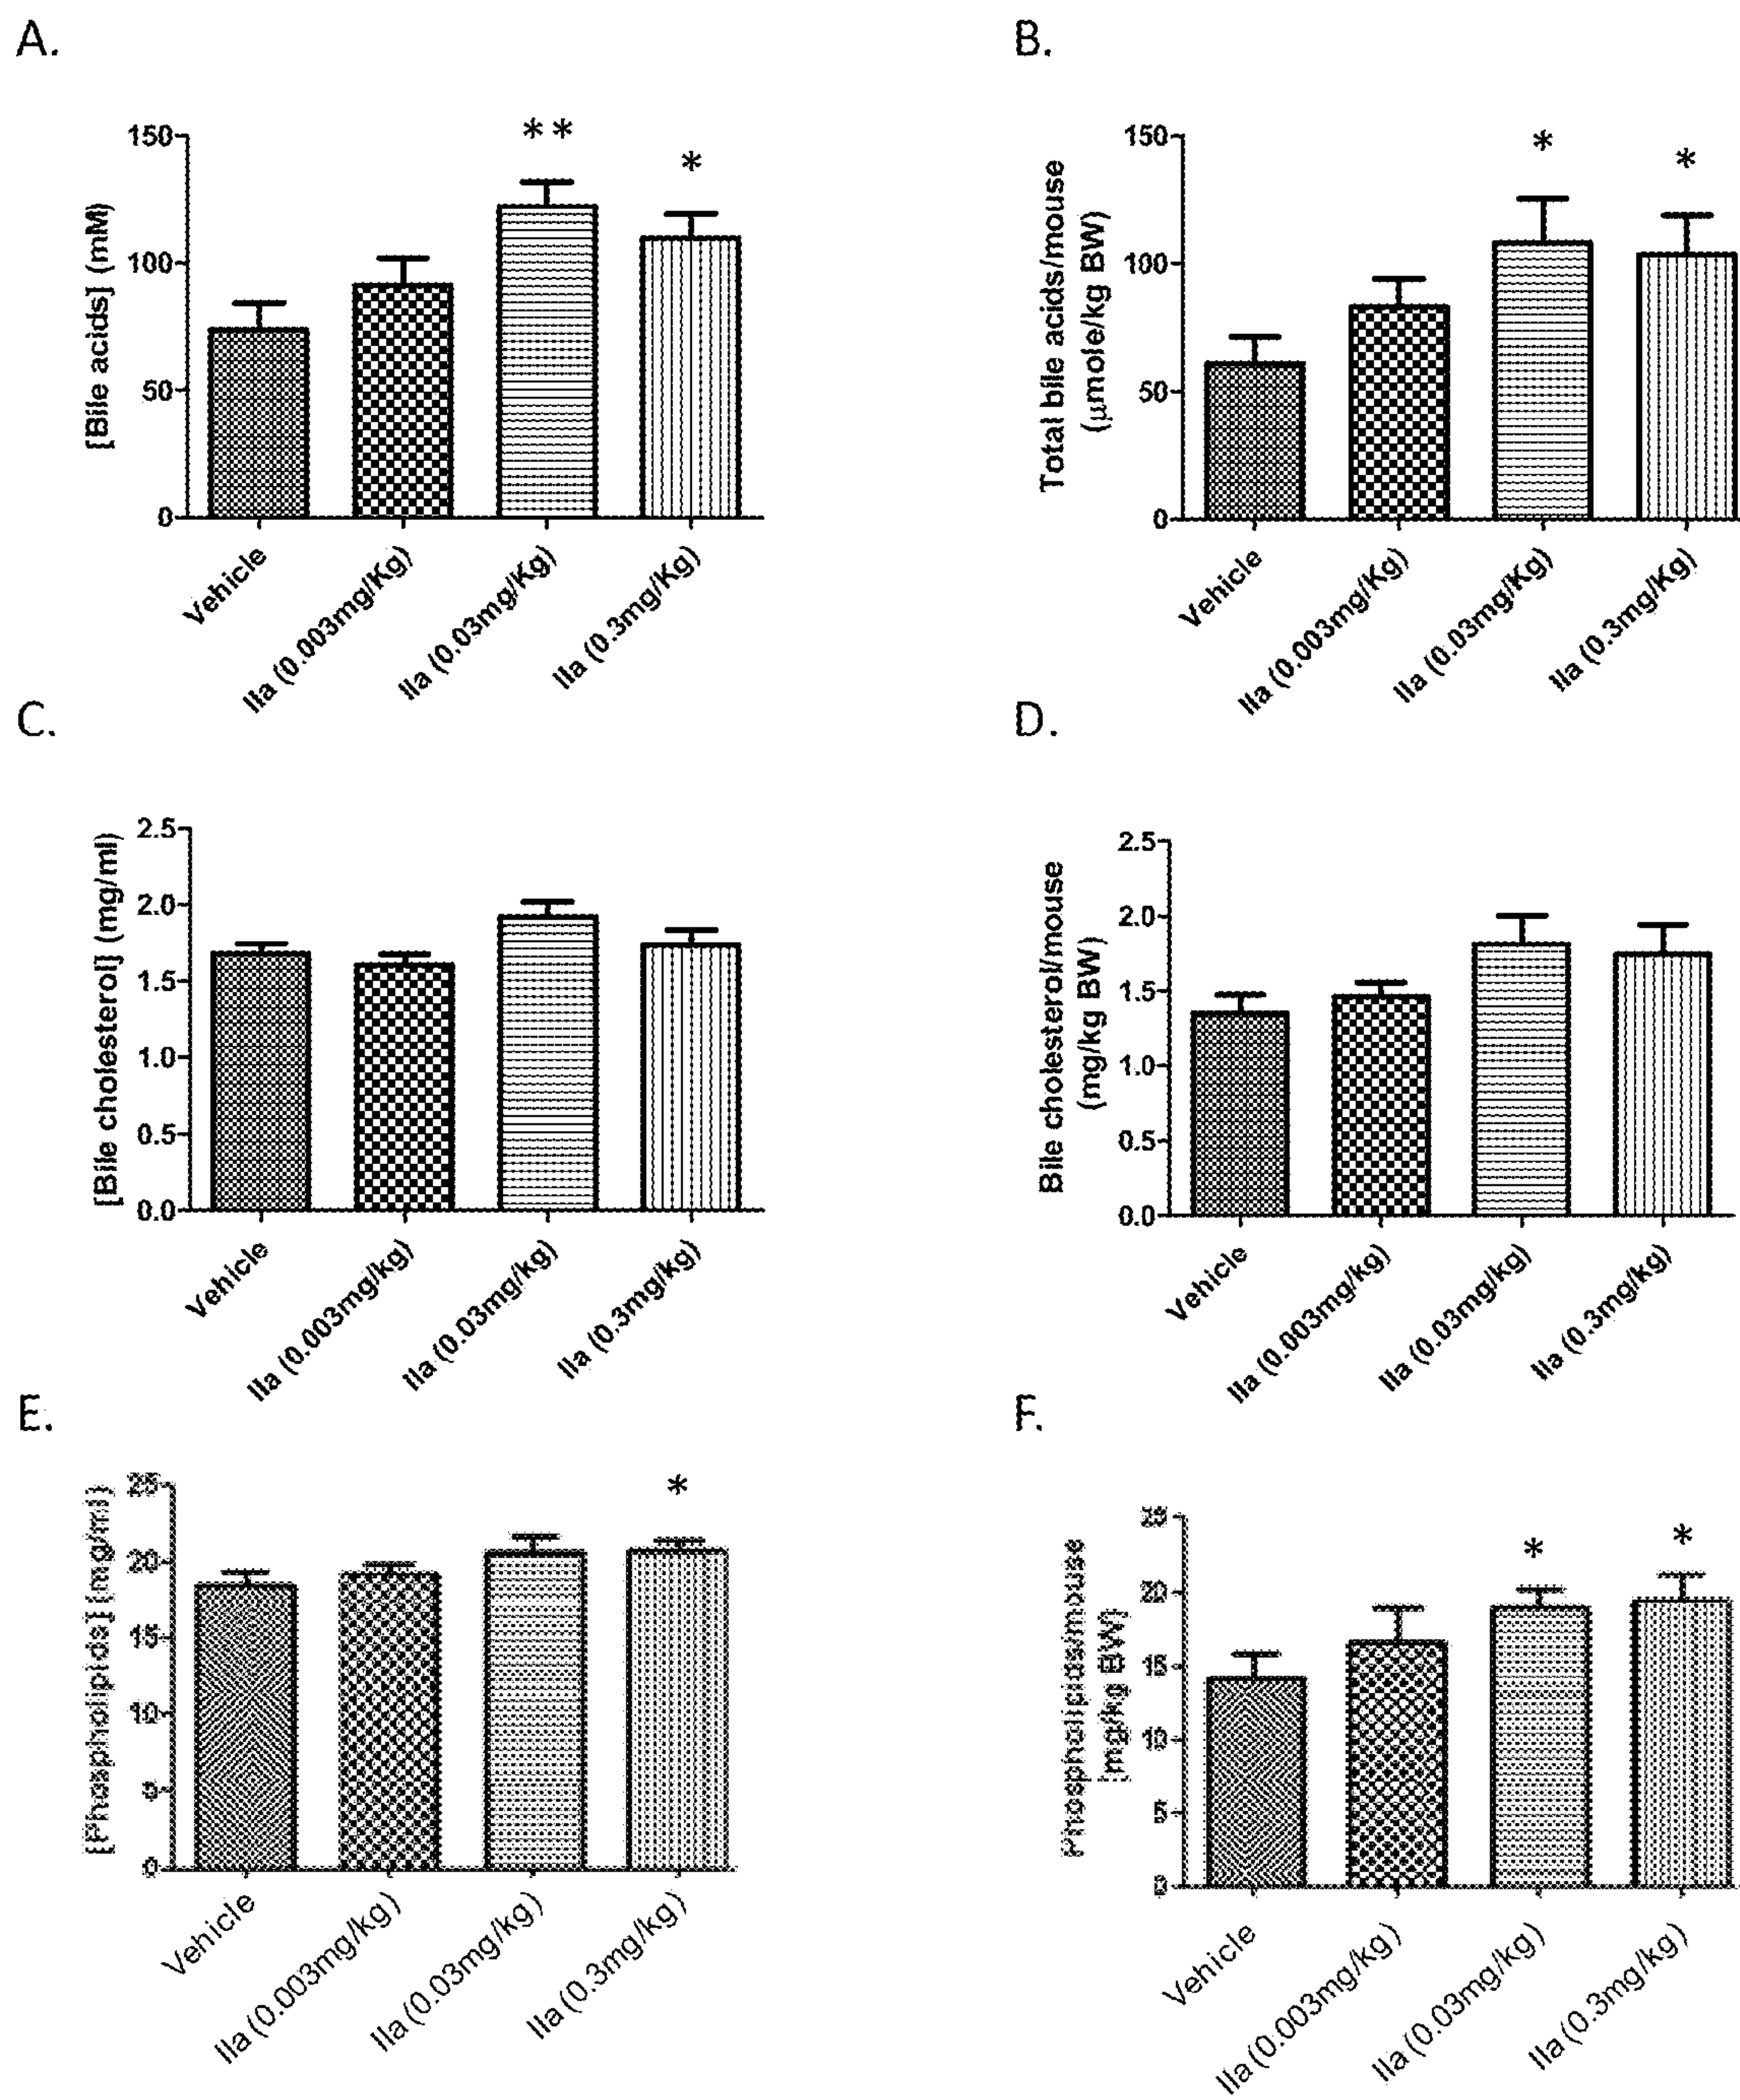 A.
[Bile acids] (mM)
150
100
50
0
**
*
Vehicle
IIa (0.003mg/Kg)
IIa (0.03mg/Kg)
IIa (0.3mg/Kg)
B.
Total bile acids/mouse
(µmole/kg BW)
150
100
50
0
*
*
Vehicle
IIa (0.003mg/Kg)
IIa (0.03mg/Kg)
IIa (0.3mg/Kg)
C.
[Bile cholesterol] (mg/ml)
2.5
2.0
1.5
1.0
0.5
0.0
Vehicle
IIa (0.003mg/kg)
IIa (0.03mg/kg)
IIa (0.3mg/kg)
D.
Bile cholesterol/mouse
(mg/kg BW)
2.5
2.0
1.5
1.0
0.5
0.0
Vehicle
IIa (0.003mg/kg)
IIa (0.03mg/kg)
IIa (0.3mg/kg)
E.
[Phospholipids] (mg/ml)
25
20
15
10
5
0
*
Vehicle
IIa (0.003mg/kg)
IIa (0.03mg/kg)
IIa (0.3mg/kg)
F.
Phospholipids/mouse
[mg/kg BW]
25
20
15
10
5
0
*
*
Vehicle
IIa (0.003mg/kg)
IIa (0.03mg/kg)
IIa (0.3mg/kg)